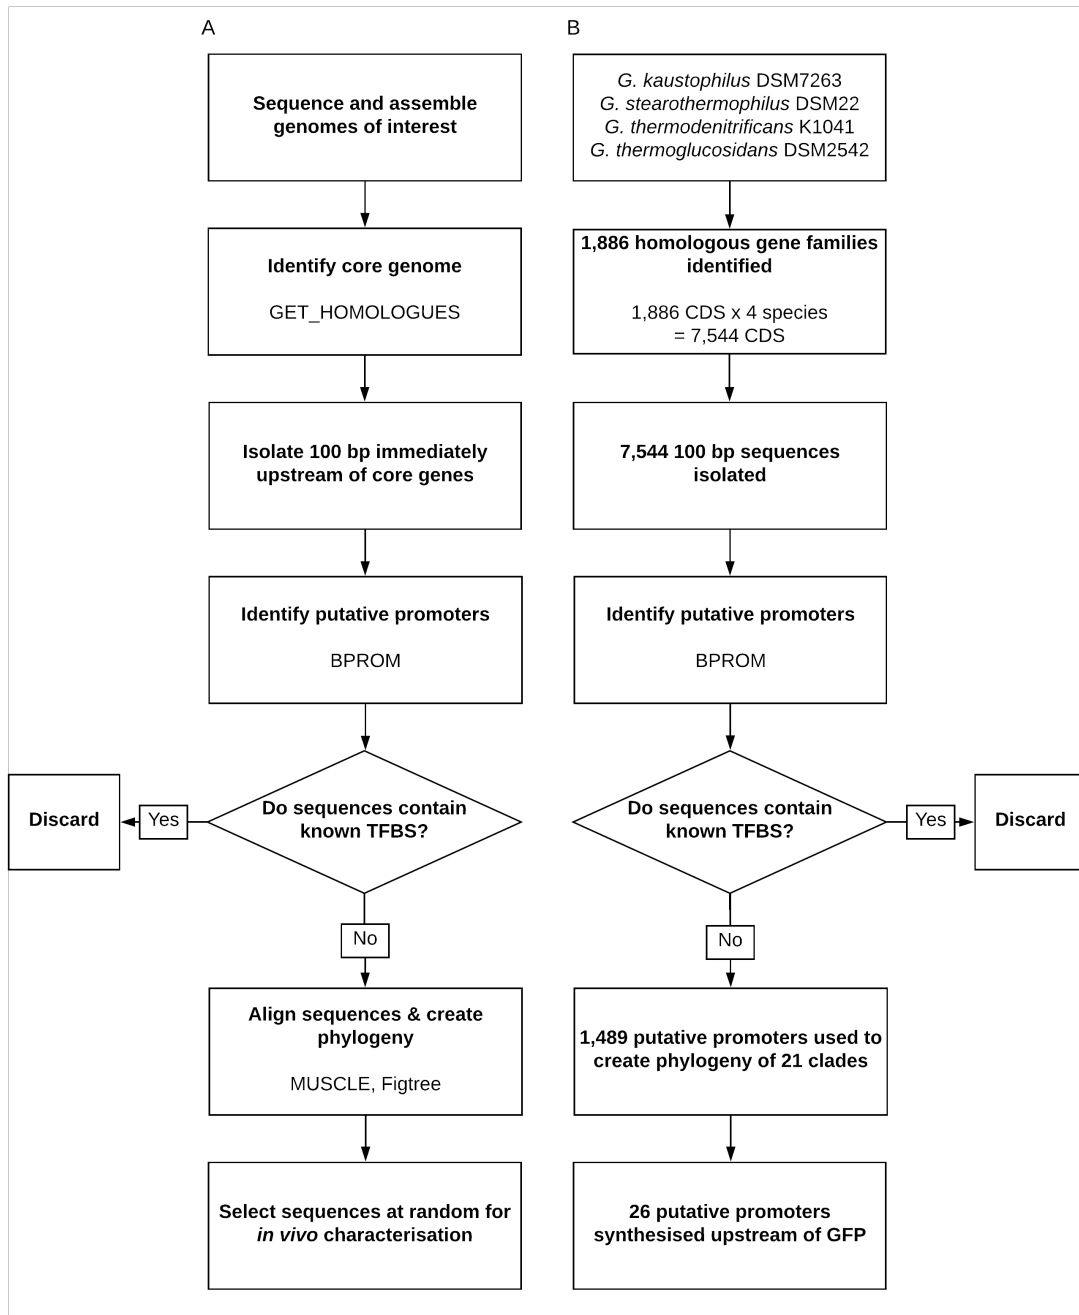 A
Sequence and assemble
genomes of interest
Identify core genome
GET_HOMOLOGUES
Isolate 100 bp immediately
upstream of core genes
Identify putative promoters
BPROM
Do sequences contain
known TFBS?
Yes
Discard
No
Align sequences & create
phylogeny
MUSCLE, Figtree
Select sequences at random for
in vivo characterisation
B
G. kaustophilus DSM7263
G. stearothermophilus DSM22
G. thermodenitrificans K1041
G. thermoglucosidans DSM2542
1,886 homologous gene families
identified
1,886 CDS x 4 species
= 7,544 CDS
7,544 100 bp sequences
isolated
Identify putative promoters
BPROM
Do sequences contain
known TFBS?
Yes
Discard
No
1,489 putative promoters used to
create phylogeny of 21 clades
26 putative promoters
synthesised upstream of GFP